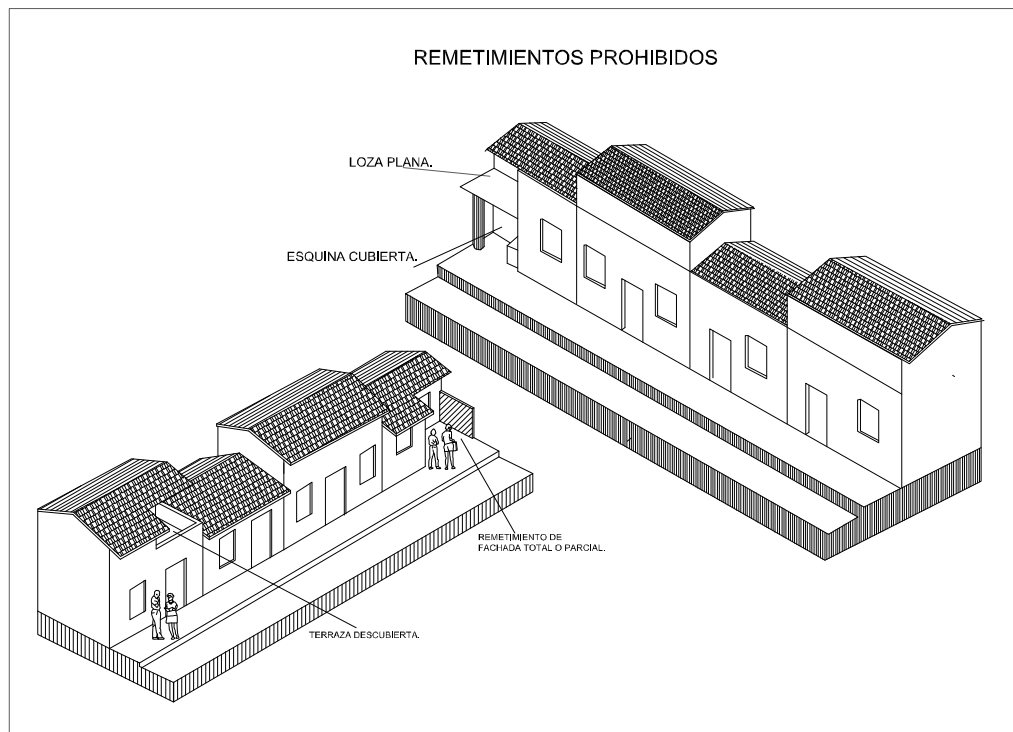 REMETIMIENTOS PROHIBIDOS
LOZA PLANA.
ESQUINA CUBIERTA.
REMETIMIENTO DE
FACHADA TOTAL O PARCIAL.
TERRAZA DESCUBIERTA.